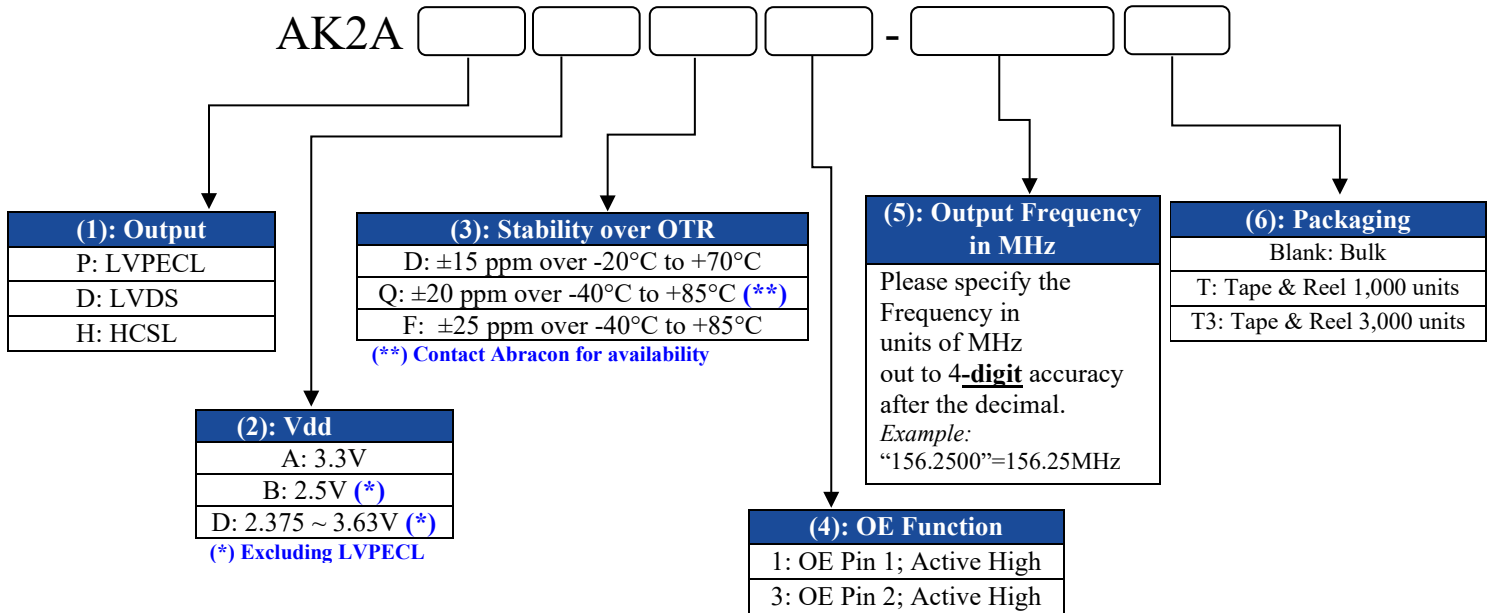 AK2A -
(1): Output
P: LVPECL
D: LVDS
H: HCSL
(2): Vdd
A: 3.3V
B: 2.5V (*)
D: 2.375 ~ 3.63V (*)
(*) Excluding LVPECL
(3): Stability over OTR
D: ±15 ppm over -20°C to +70°C
Q: ±20 ppm over -40°C to +85°C (**)
F: ±25 ppm over -40°C to +85°C
(**) Contact Abracon for availability
(4): OE Function
1: OE Pin 1; Active High
3: OE Pin 2; Active High
(5): Output Frequency
in MHz
Please specify the
Frequency in
units of MHz
out to 4-digit accuracy
after the decimal.
Example:
“156.2500”=156.25MHz
(6): Packaging
Blank: Bulk
T: Tape & Reel 1,000 units
T3: Tape & Reel 3,000 units